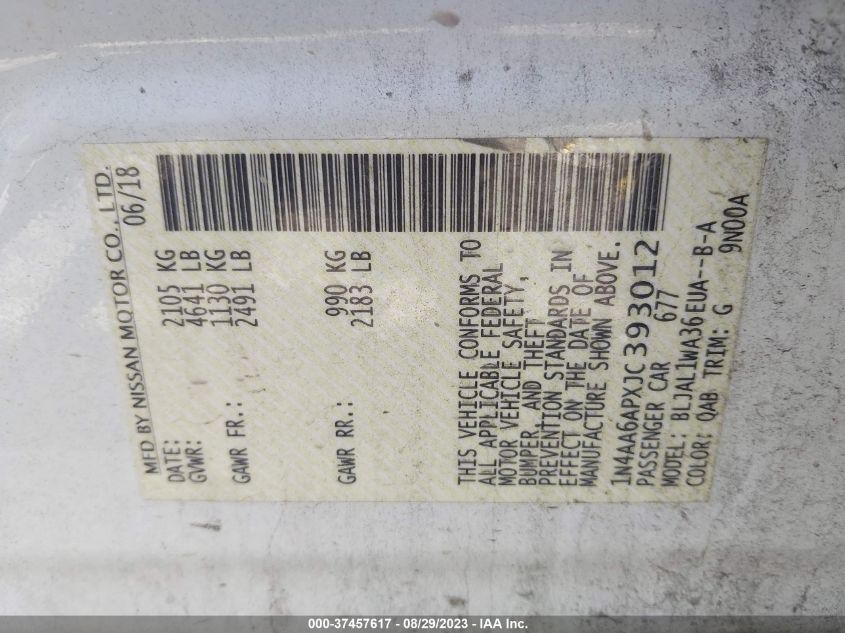 MFD BY NISSAN MOTOR CO., LTD.
DATE: 06/18
GVWR: 2105 KG
4641 LB
GAWR FR.: 1130 KG
2491 LB
GAWR RR.: 990 KG
2183 LB
THIS VEHICLE CONFORMS TO
ALL APPLICABLE FEDERAL
MOTOR VEHICLE SAFETY,
BUMPER, AND THEFT
PREVENTION STANDARDS IN
EFFECT ON THE DATE OF
MANUFACTURE SHOWN ABOVE.
1N4AA6APXJC393012
PASSENGER CAR 677
MODEL: BLJAL1WA36EUA--B-A
COLOR: QAB TRIM: G 9N00A
000-37457617 - 08/29/2023 - IAA Inc.